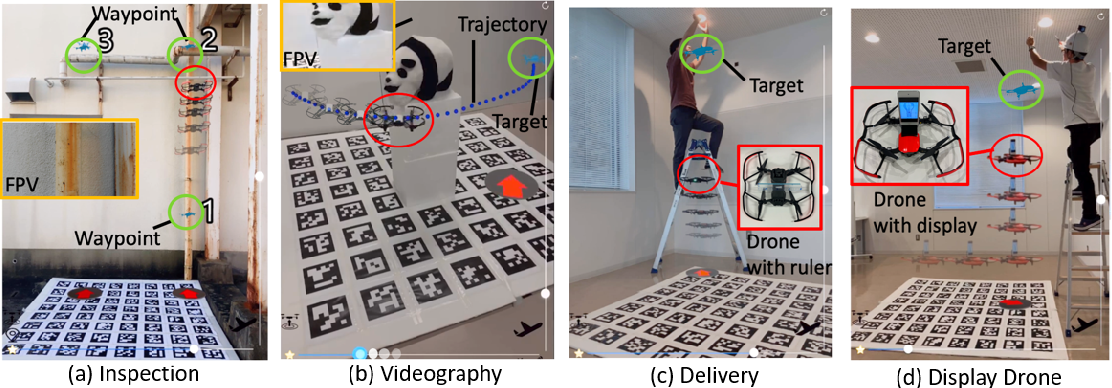 Waypoint
3
2
FPV
1
Waypoint
(a) Inspection
FPV
Trajectory
Target
(b) Videography
Target
Drone
with ruler
(c) Delivery
Target
Drone
with display
(d) Display Drone